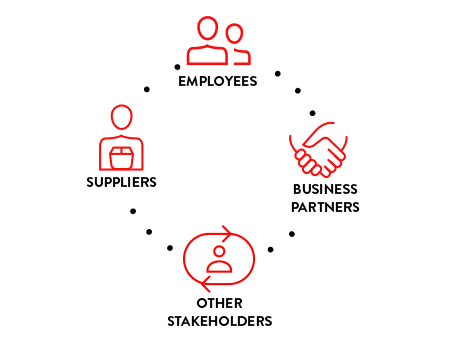 EMPLOYEES
SUPPLIERS
BUSINESS
PARTNERS
OTHER
STAKEHOLDERS